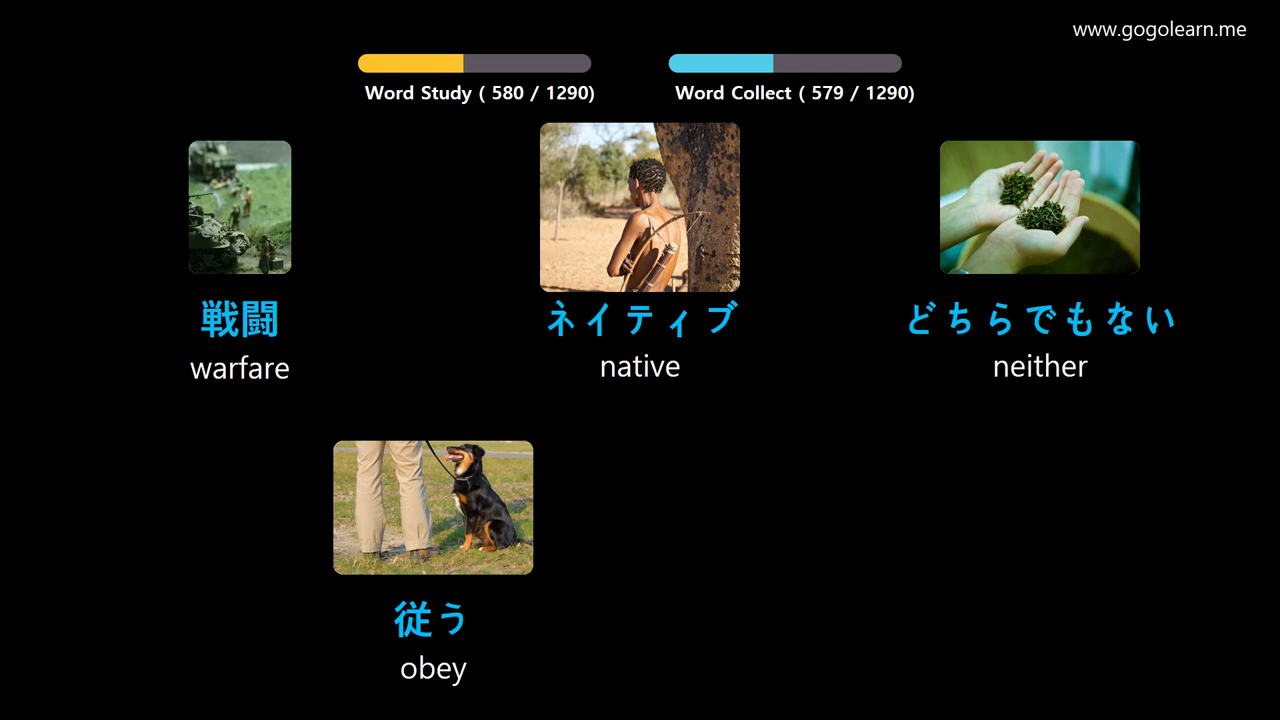 www.gogolearn.me
Word Study ( 580 / 1290)
Word Collect ( 579 / 1290)
戦闘
warfare
ネイティブ
native
どちらでもない
neither
従う
obey